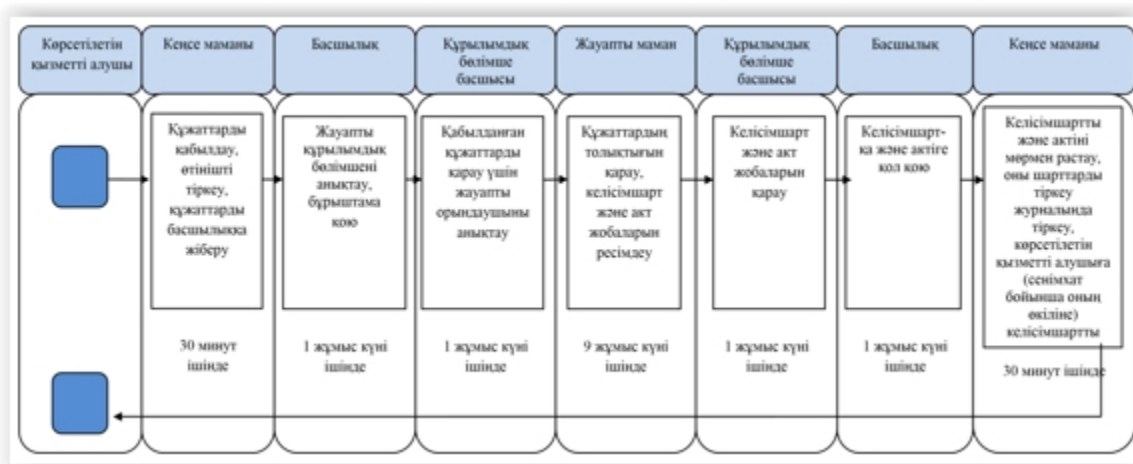 Көрсетілетін
қызметті алушы
Кеңсе маманы
Басшылық
Құрылымдық
бөлімше
басшысы
Жауапты маман
Құрылымдық
бөлімше
басшысы
Басшылық
Кеңсе маманы
Құжаттарды
қабылдау,
өтінішті
тіркеу,
құжаттарды
басшылыққа
жіберу
Жауапты
құрылымдық
бөлімшені
анықтау,
бұрыштама
қою
Қабылданған
құжаттарды
қарау үшін
жауапты
орындаушыны
анықтау
Құжаттардың
толықтығын
қарау,
келісімшарт
және акт
жобаларын
ресімдеу
Келісімшарт
және акт
жобаларын
қарау
Келісімшарт-
қа және актіге
қол қою
Келісімшартты
және актіні
мөрмен растау,
оны шарттарды
тіркеу
журналында
тіркеу,
көрсетілетін
қызметті алушыға
(сенімхат
бойынша оның
өкіліне)
келісімшартты
30 минут
ішінде
1 жұмыс күні
ішінде
1 жұмыс күні
ішінде
9 жұмыс күні
ішінде
1 жұмыс күні
ішінде
1 жұмыс күні
ішінде
30 минут ішінде